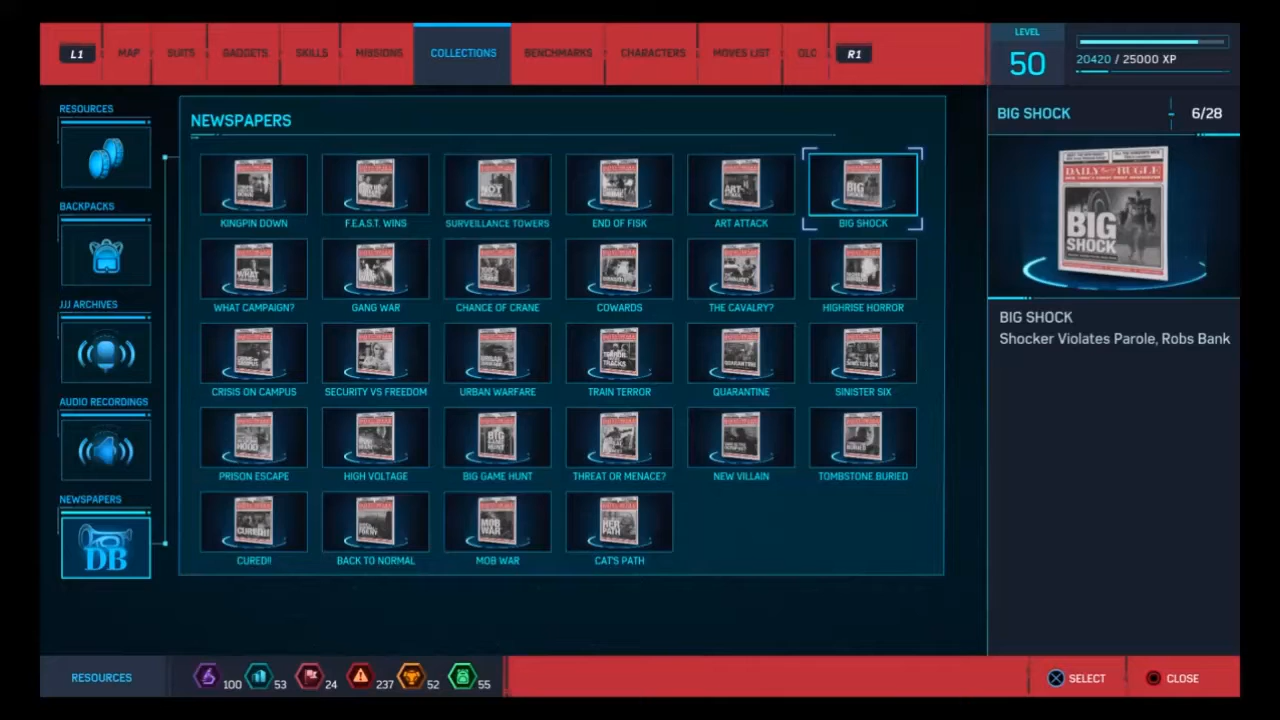 L1 MAP SUITS GADGETS SKILLS MISSIONS COLLECTIONS BENCHMARKS CHARACTERS MOVES LIST DLC R1
LEVEL
50
20420 / 25000 XP
RESOURCES
BACKPACKS
JJJ ARCHIVES
AUDIO RECORDINGS
NEWSPAPERS
DB
NEWSPAPERS
KINGPIN DOWN F.E.A.S.T. WINS SURVEILLANCE TOWERS END OF FISK ART ATTACK BIG SHOCK
WHAT CAMPAIGN? GANG WAR CHANCE OF CRANE COWARDS THE CAVALRY? HIGHRISE HORROR
CRISIS ON CAMPUS SECURITY VS FREEDOM URBAN WARFARE TRAIN TERROR QUARANTINE SINISTER SIX
PRISON ESCAPE HIGH VOLTAGE BIG GAME HUNT THREAT OR MENACE? NEW VILLAIN TOMBSTONE BURIED
CURED!! BACK TO NORMAL MOB WAR CAT'S PATH
BIG SHOCK 6/28
DAILY BUGLE
BIG
SHOCK
BIG SHOCK
Shocker Violates Parole, Robs Bank
RESOURCES 100 53 24 237 52 55
SELECT CLOSE